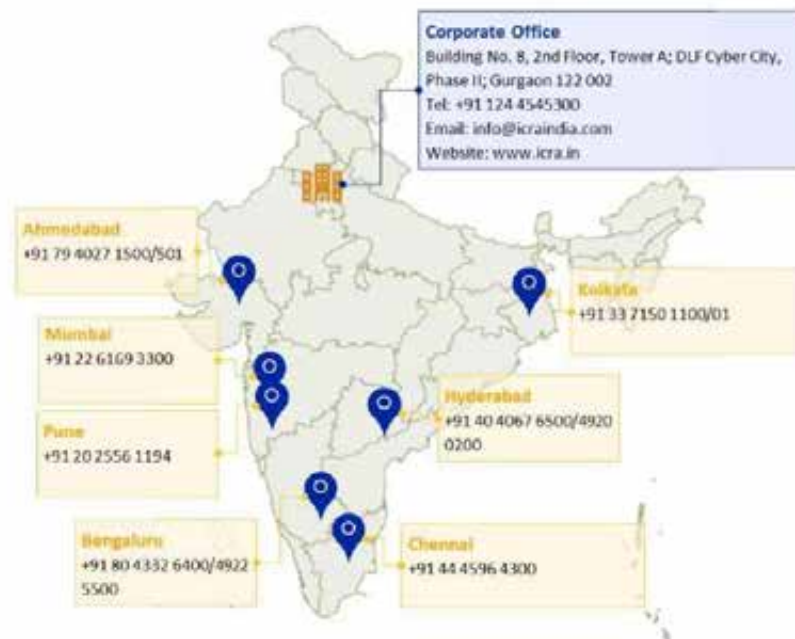 Corporate Office
Building No. 8, 2nd Floor, Tower A; DLF Cyber City,
Phase II; Gurgaon 122 002
Tel: +91 124 4545300
Email: info@icraindia.com
Website: www.icra.in
Ahmedabad
+91 79 4027 1500/501
Kolkata
+91 33 7150 1100/01
Mumbai
+91 22 6169 3300
Hyderabad
+91 40 4067 6500/4920
0200
Pune
+91 20 2556 1194
Bengaluru
+91 80 4332 6400/4922
5500
Chennai
+91 44 4596 4300